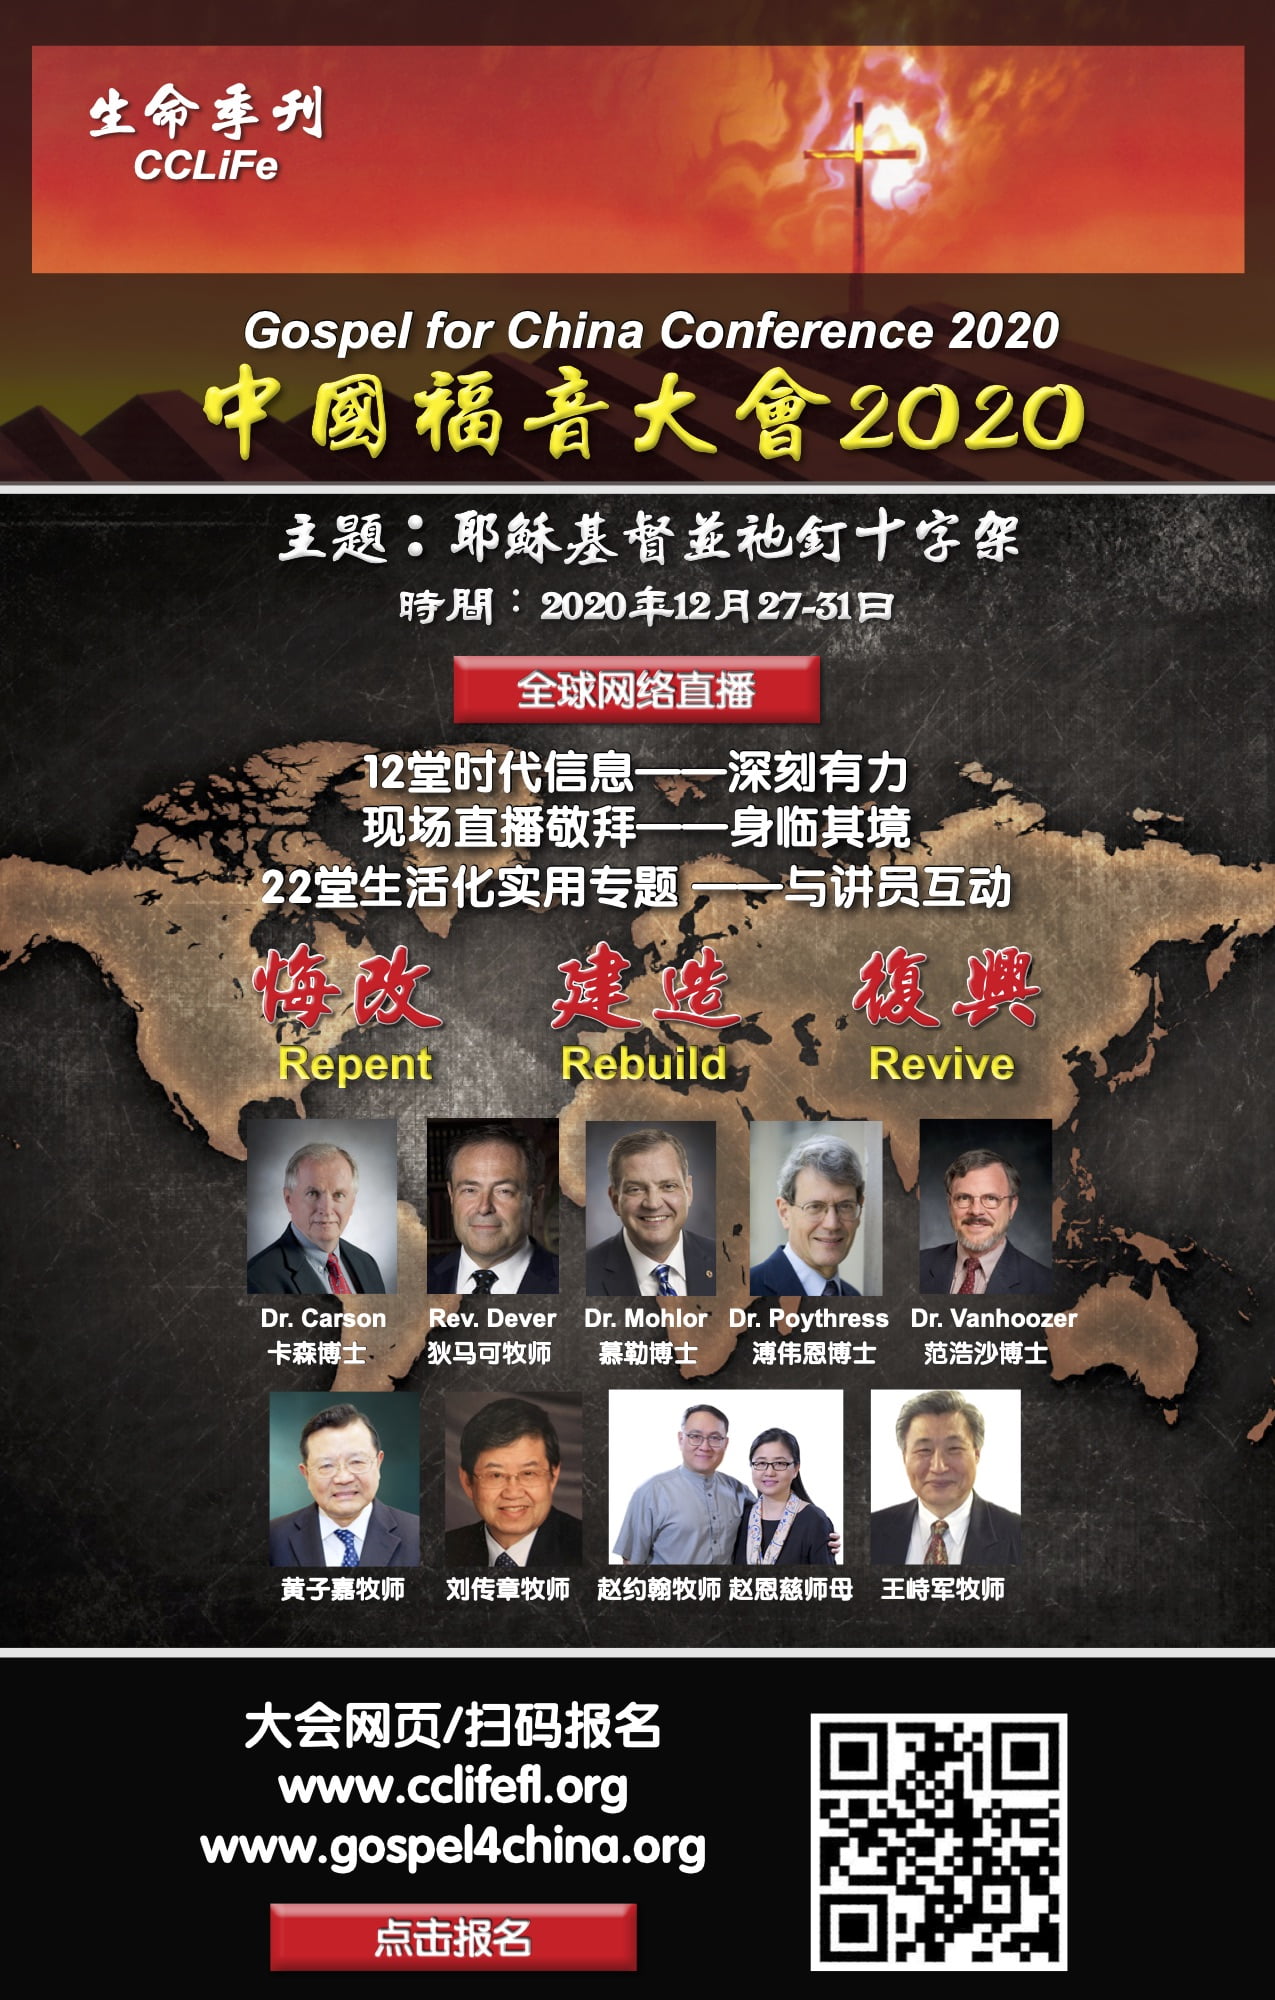 生命季刊
CCLiFe
Gospel for China Conference 2020
中國福音大會2020
主題：耶穌基督並祂釘十字架
時間：2020年12月27-31日
全球网络直播
12堂时代信息——深刻有力
现场直播敬拜——身临其境
22堂生活化实用专题 ——与讲员互动
悔改 建造 復興
Repent Rebuild Revive
Dr. Carson Rev. Dever Dr. Mohlor Dr. Poythress Dr. Vanhoozer
卡森博士 狄马可牧师 慕勒博士 溥伟恩博士 范浩沙博士
黄子嘉牧师 刘传章牧师 赵约翰牧师 赵恩慈师母 王峙军牧师
大会网页/扫码报名
www.cclifefl.org
www.gospel4china.org
点击报名